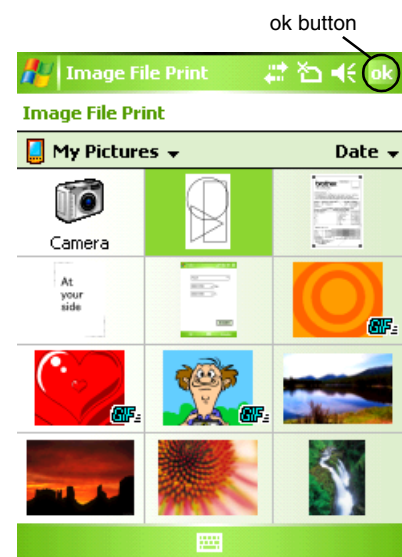 ok button
Image File Print ok
Image File Print
My Pictures Date
Camera
brother
At
your
side
GIF
GIF GIF